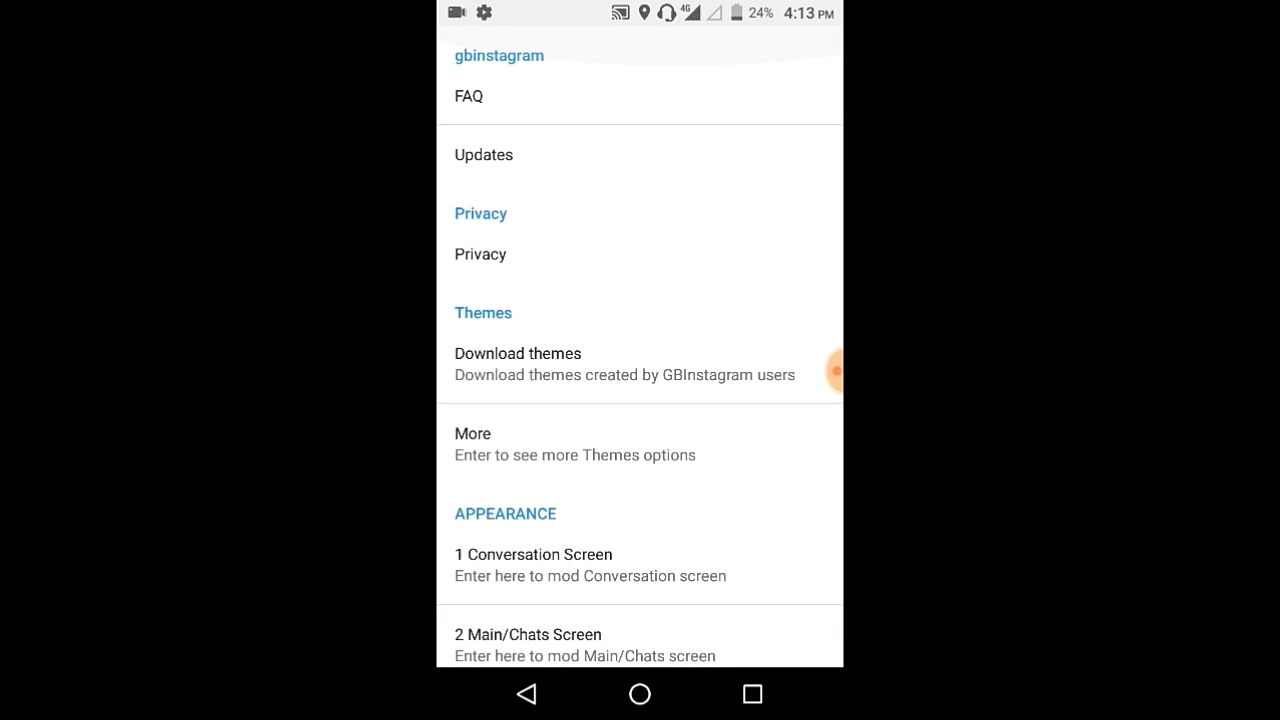 4G 24% 4:13 PM
gbinstagram
FAQ
Updates
Privacy
Privacy
Themes
Download themes
Download themes created by GBInstagram users
More
Enter to see more Themes options
APPEARANCE
1 Conversation Screen
Enter here to mod Conversation screen
2 Main/Chats Screen
Enter here to mod Main/Chats screen